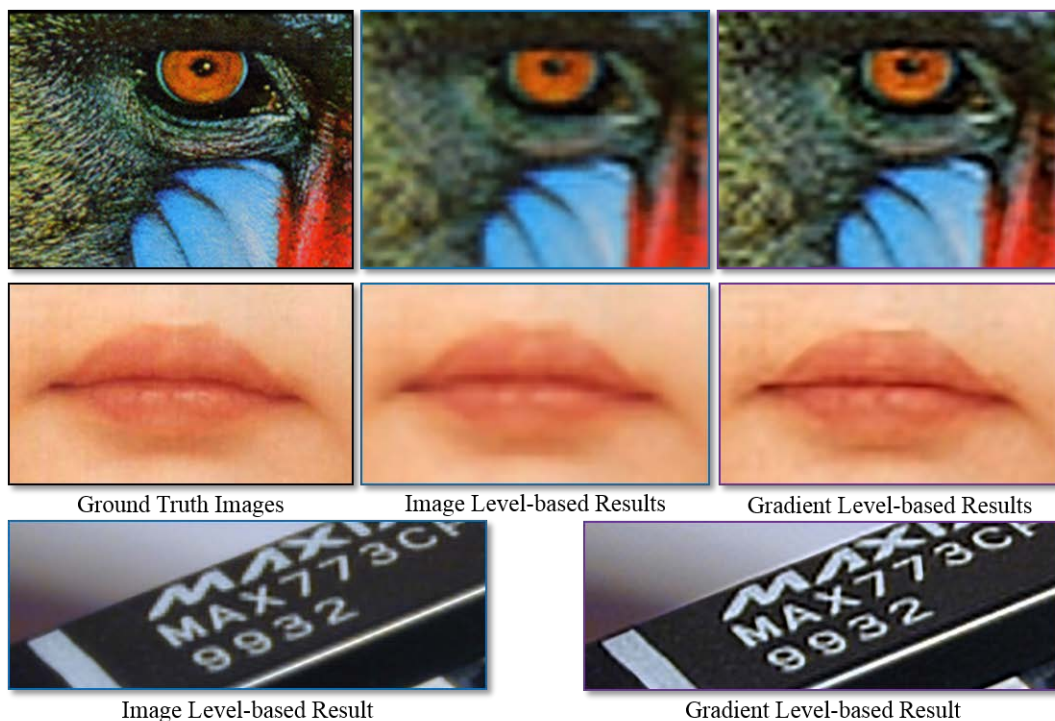 Ground Truth Images
Image Level-based Results
Gradient Level-based Results
MAX773C
9932
MAX773C
9932
Image Level-based Result
Gradient Level-based Result